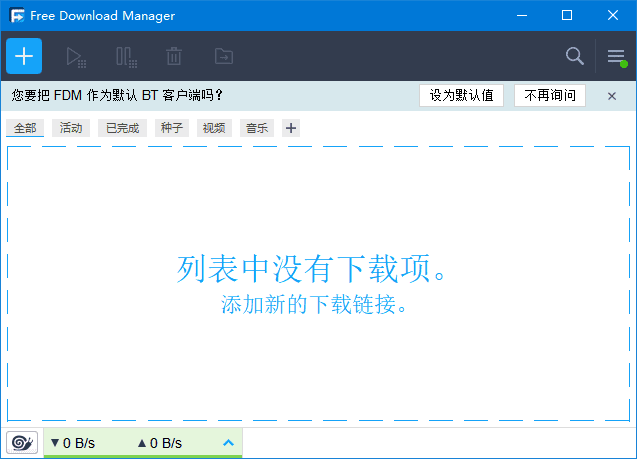 Free Download Manager
您要把 FDM 作为默认 BT 客户端吗?
设为默认值
不再询问
全部
活动
已完成
种子
视频
音乐
列表中没有下载项。
添加新的下载链接。
▼ 0 B/s
▲ 0 B/s